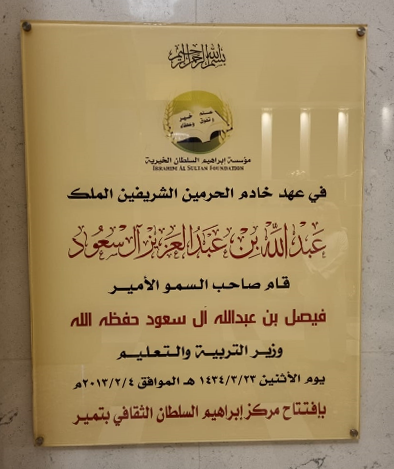 بسم الله الرحمن الرحيم
مؤسسة إبراهيم السلطان الخيرية
IBRAHIM AL SULTAN FOUNDATION
في عهد خادم الحرمين الشريفين الملك
عبدالله بن عبدالعزيز آل سعود
قام صاحب السمو الأمير
فيصل بن عبدالله آل سعود حفظه الله
وزير التربية والتعليم
يوم الأثنين ١٤٣٤/٣/٢٣ هـ الموافق ٢٠١٣/٢/٤م
بإفتتاح مركز إبراهيم السلطان الثقافي بتمير